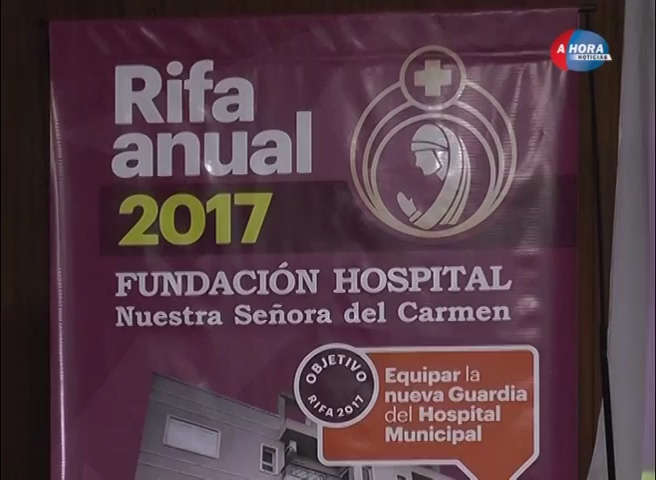 A HORA
NOTICIAS
Rifa
anual
2017
FUNDACIÓN HOSPITAL
Nuestra Señora del Carmen
OBJETIVO
RIFA 2017
Equipar la
nueva Guardia
del Hospital
Municipal